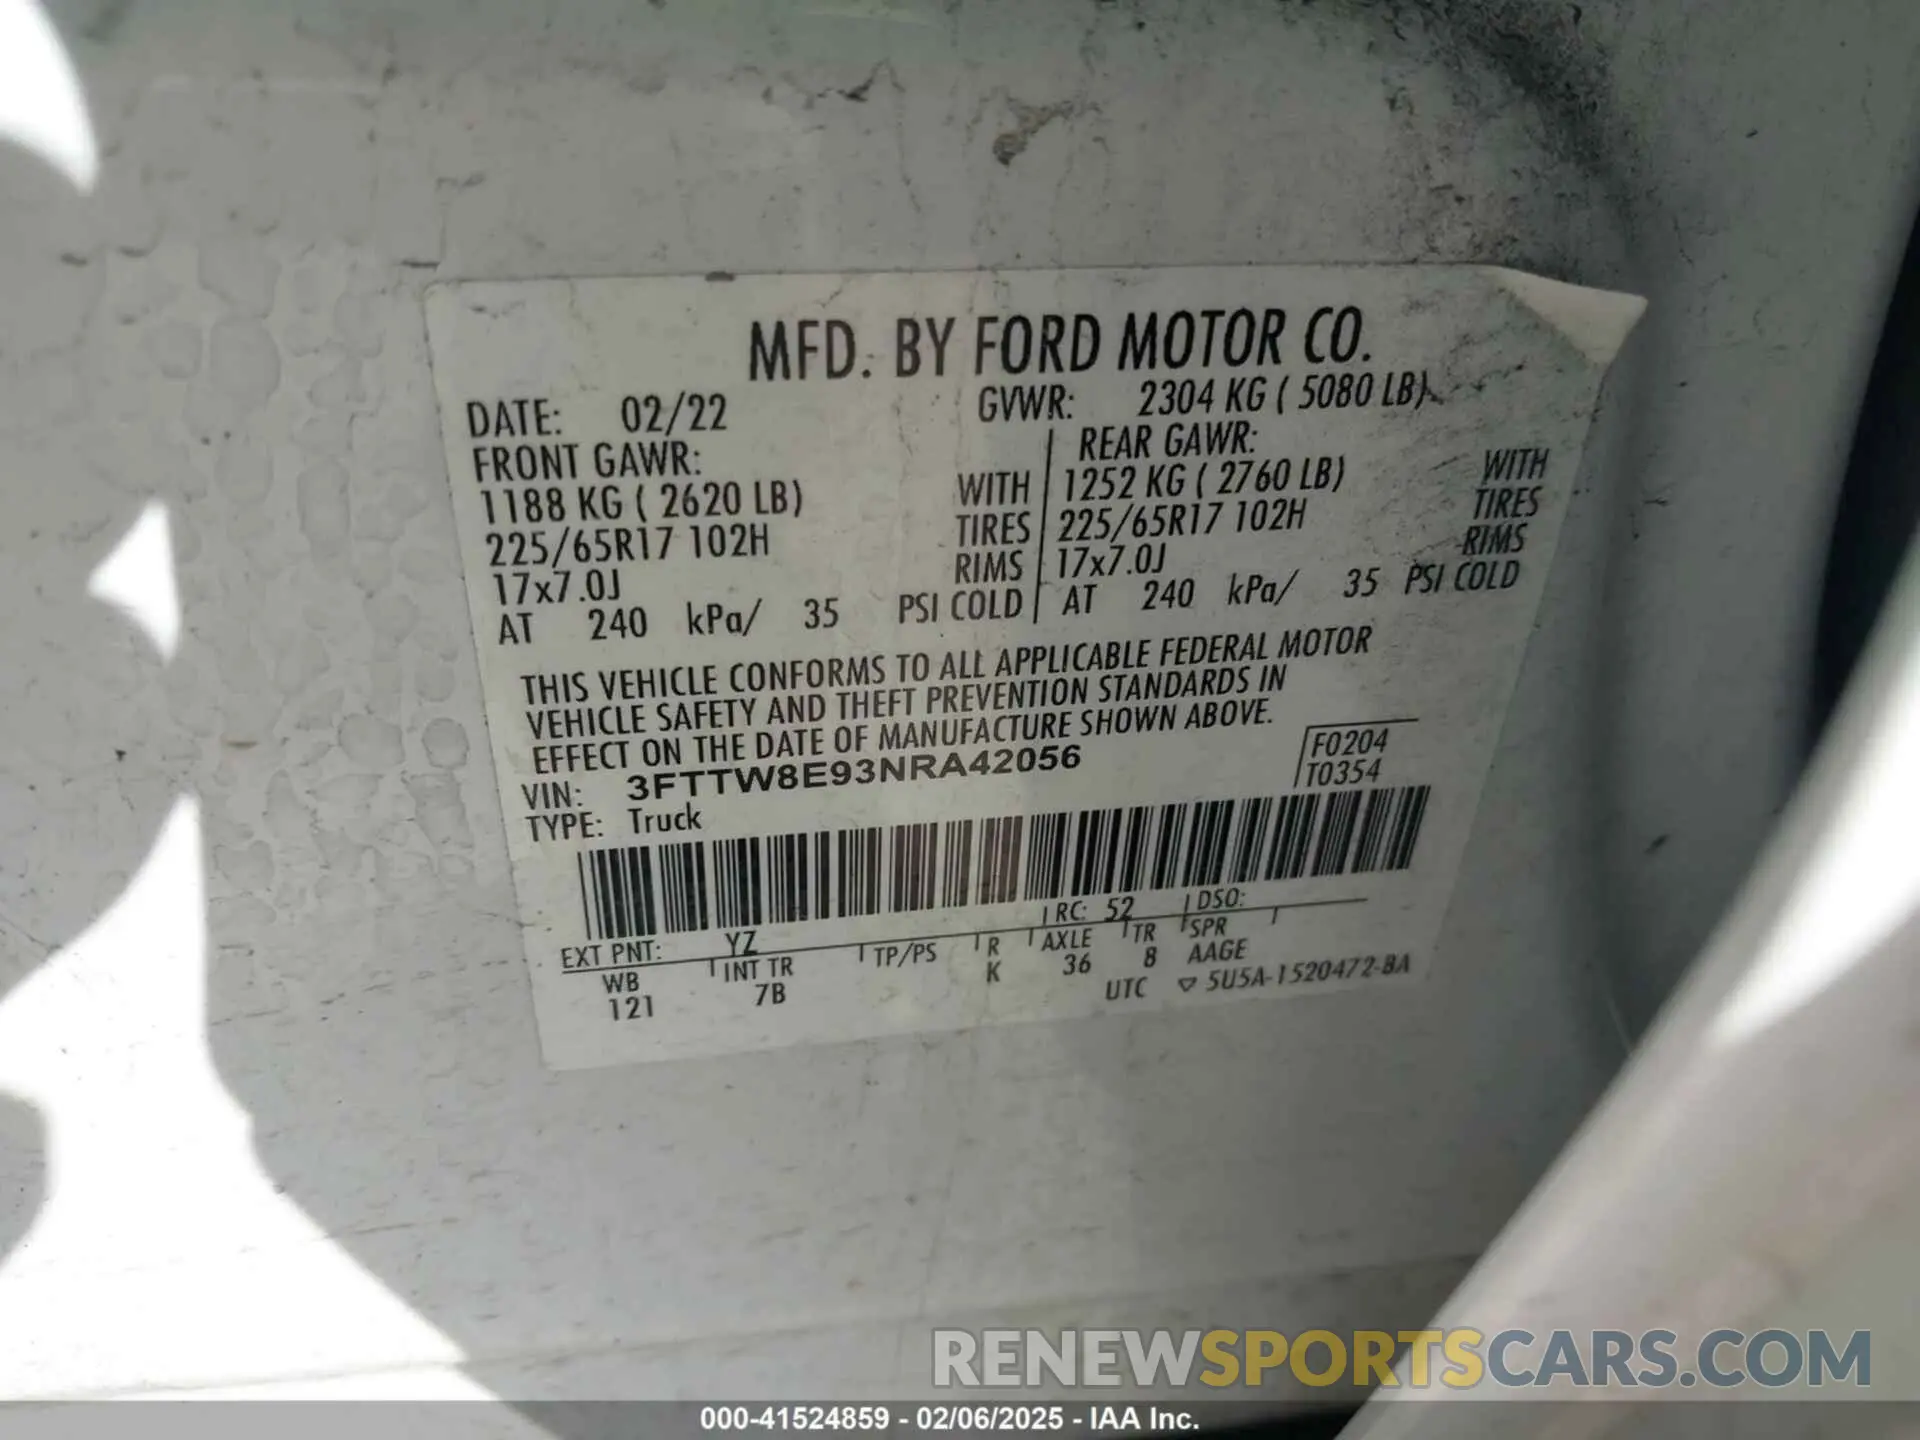 MFD. BY FORD MOTOR CO.
DATE: 02/22 GVWR: 2304 KG ( 5080 LB)
FRONT GAWR: REAR GAWR:
1188 KG ( 2620 LB) WITH 1252 KG ( 2760 LB) WITH
225/65R17 102H TIRES 225/65R17 102H TIRES
17x7.0J RIMS 17x7.0J RIMS
AT 240 kPa/ 35 PSI COLD AT 240 kPa/ 35 PSI COLD
THIS VEHICLE CONFORMS TO ALL APPLICABLE FEDERAL MOTOR
VEHICLE SAFETY AND THEFT PREVENTION STANDARDS IN
EFFECT ON THE DATE OF MANUFACTURE SHOWN ABOVE.
VIN: 3FTTW8E93NRA42056 F0204
TYPE: Truck T0354
EXT PNT: YZ RC: 52 DSO:
WB INT TR TP/PS R AXLE TR SPR
121 7B K 36 8 AAGE
UTC ▽ 5U5A-1520472-BA
RENEWSPORTSCARS.COM
000-41524859 - 02/06/2025 - IAA Inc.